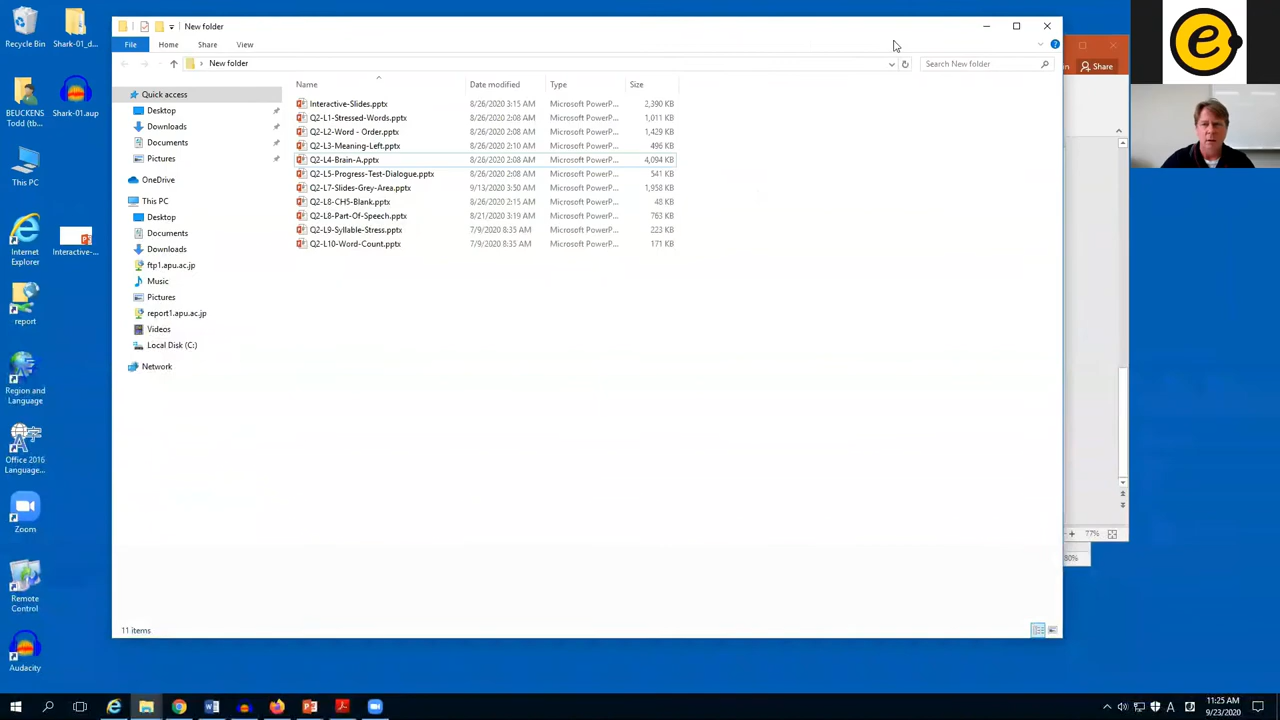 New folder
File Home Share View
Share
New folder
Search New folder
Name Date modified Type Size
Recycle Bin
Shark-01_d...
BEUCKENS Todd (tb...
Shark-01.aup
This PC
Internet Explorer
Interactive-...
report
Region and Language
Office 2016 Language...
Zoom
Remote Control
Audacity
Quick access
Desktop
Downloads
Documents
Pictures
OneDrive
This PC
Desktop
Documents
Downloads
ftp1.apu.ac.jp
Music
Pictures
report1.apu.ac.jp
Videos
Local Disk (C:)
Network
Interactive-Slides.pptx 8/26/2020 3:15 AM Microsoft PowerP... 2,390 KB
Q2-L1-Stressed-Words.pptx 8/26/2020 2:08 AM Microsoft PowerP... 1,011 KB
Q2-L2-Word - Order.pptx 8/26/2020 2:08 AM Microsoft PowerP... 1,429 KB
Q2-L3-Meaning-Left.pptx 8/26/2020 2:10 AM Microsoft PowerP... 496 KB
Q2-L4-Brain-A.pptx 8/26/2020 2:08 AM Microsoft PowerP... 4,094 KB
Q2-L5-Progress-Test-Dialogue.pptx 8/26/2020 2:08 AM Microsoft PowerP... 541 KB
Q2-L7-Slides-Grey-Area.pptx 9/13/2020 3:50 AM Microsoft PowerP... 1,958 KB
Q2-L8-CH5-Blank.pptx 8/26/2020 2:15 AM Microsoft PowerP... 48 KB
Q2-L8-Part-Of-Speech.pptx 8/21/2020 3:19 AM Microsoft PowerP... 763 KB
Q2-L9-Syllable-Stress.pptx 7/9/2020 8:35 AM Microsoft PowerP... 223 KB
Q2-L10-Word-Count.pptx 7/9/2020 8:35 AM Microsoft PowerP... 171 KB
77%
80%
11 items
11:25 AM
9/23/2020